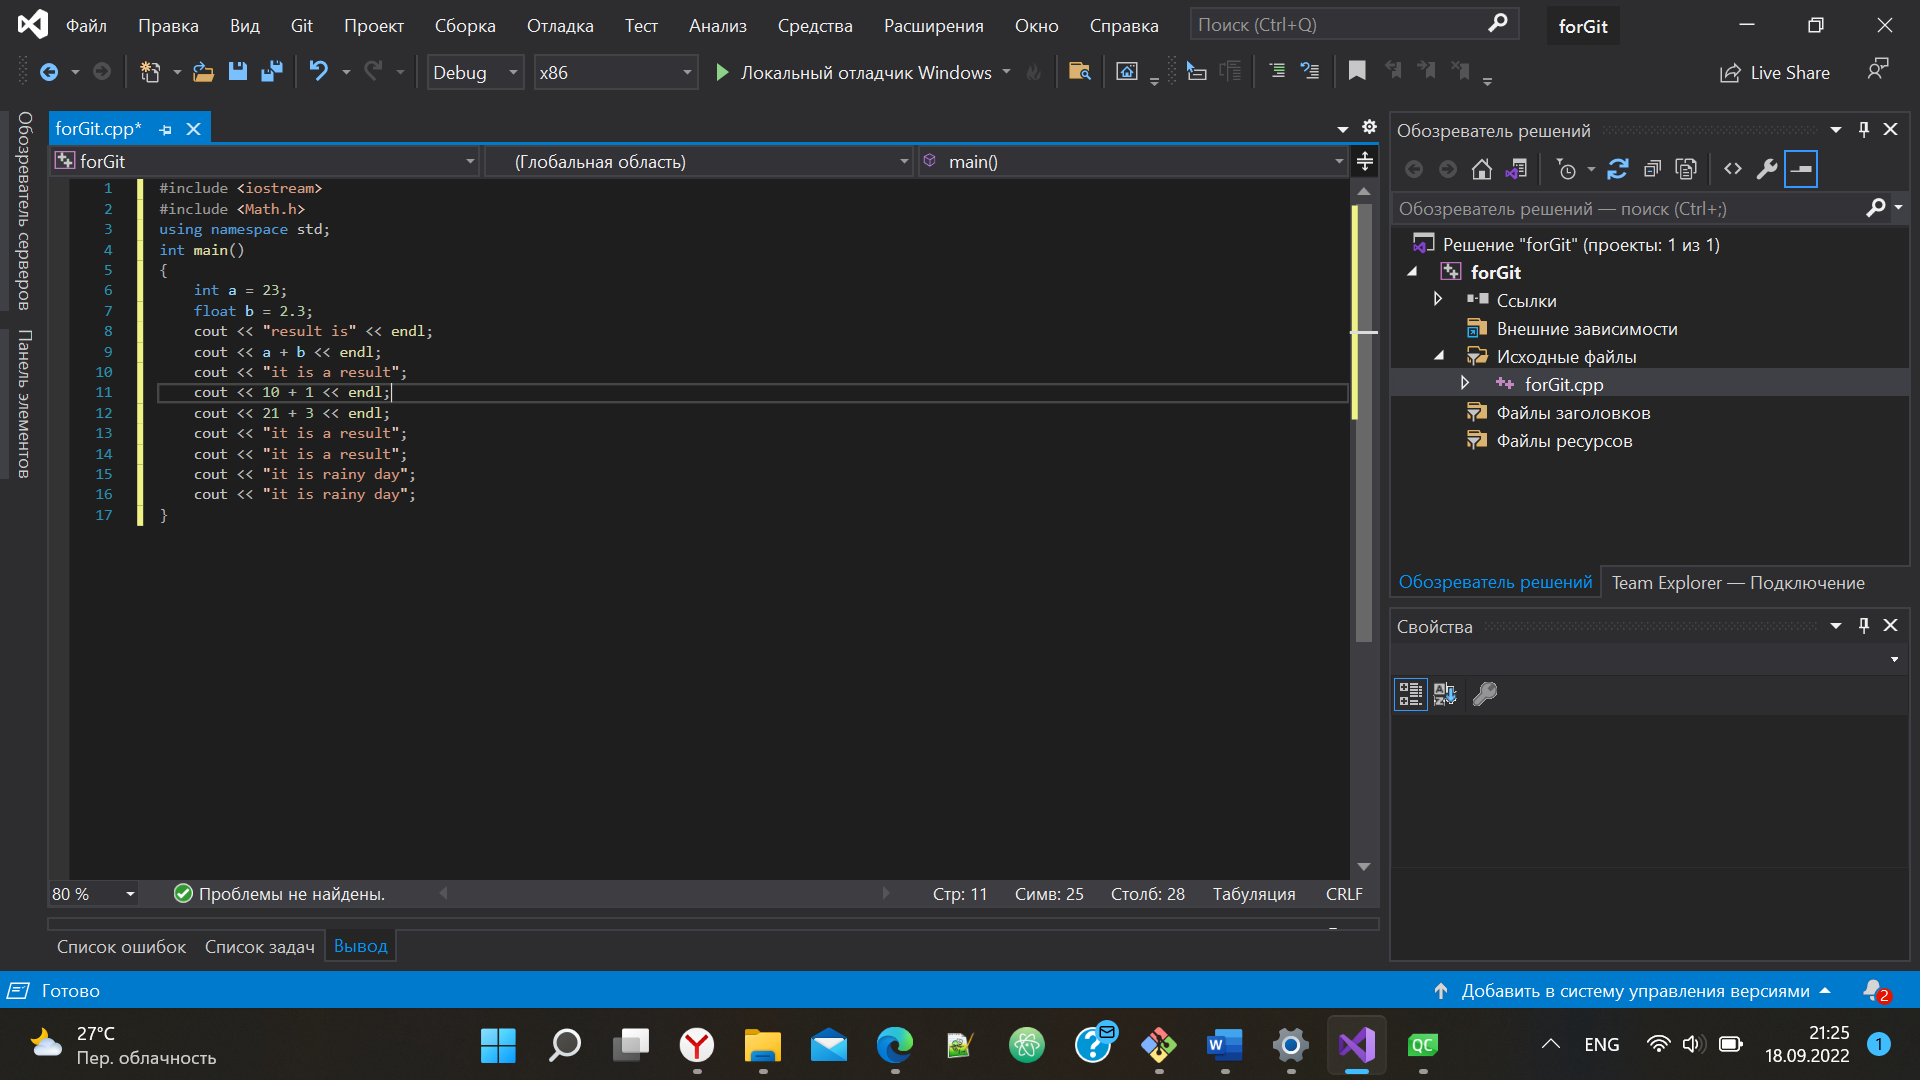 Файл Правка Вид Git Проект Сборка Отладка Тест Анализ Средства Расширения Окно Справка Поиск (Ctrl+Q) forGit
Debug x86 Локальный отладчик Windows Live Share
Обозреватель серверов
Панель элементов
forGit.cpp*
forGit (Глобальная область) main()
1 #include <iostream>
2 #include <Math.h>
3 using namespace std;
4 int main()
5 {
6 int a = 23;
7 float b = 2.3;
8 cout << "result is" << endl;
9 cout << a + b << endl;
10 cout << "it is a result";
11 cout << 10 + 1 << endl;
12 cout << 21 + 3 << endl;
13 cout << "it is a result";
14 cout << "it is a result";
15 cout << "it is rainy day";
16 cout << "it is rainy day";
17 }
80 % Проблемы не найдены. Стр: 11 Симв: 25 Столб: 28 Табуляция CRLF
Список ошибок Список задач Вывод
Обозреватель решений
Обозреватель решений — поиск (Ctrl+;)
Решение "forGit" (проекты: 1 из 1)
forGit
Ссылки
Внешние зависимости
Исходные файлы
forGit.cpp
Файлы заголовков
Файлы ресурсов
Обозреватель решений Team Explorer — Подключение
Свойства
Готово Добавить в систему управления версиями 2
27°C
Пер. облачность
QC
ENG
21:25
18.09.2022
1